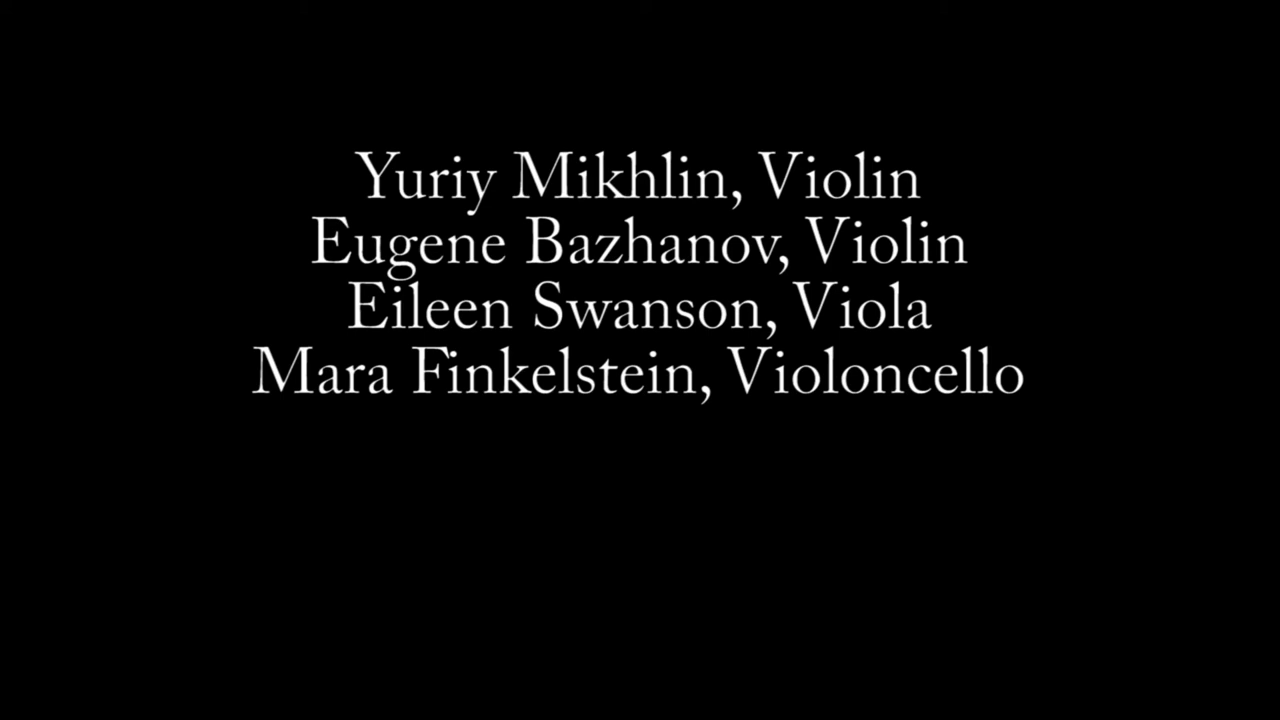 Yuriy Mikhlin, Violin
Eugene Bazhanov, Violin
Eileen Swanson, Viola
Mara Finkelstein, Violoncello